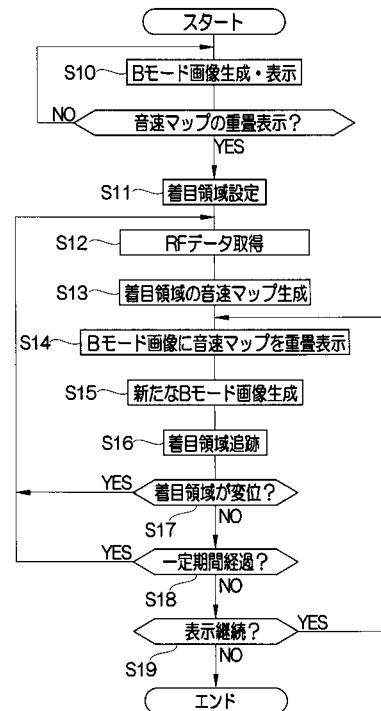 スタート
S10
Bモード画像生成・表示
NO
音速マップの重畳表示?
YES
S11
着目領域設定
S12
RFデータ取得
S13
着目領域の音速マップ生成
S14
Bモード画像に音速マップを重畳表示
S15
新たなBモード画像生成
S16
着目領域追跡
YES
着目領域が変位?
S17
NO
YES
一定期間経過?
S18
NO
表示継続?
YES
S19
NO
エンド